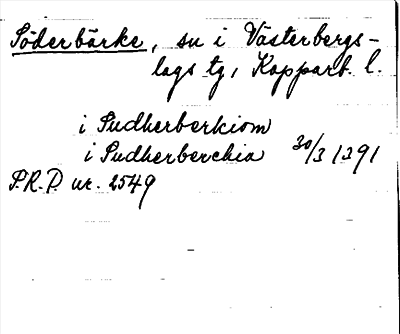 Söderbärke, sn i Västerbergs-
lags tg, Kopparb. l.
i Sudherberkiom
i Sudherberchia 30/3 1391
P.R.P. nr. 2549